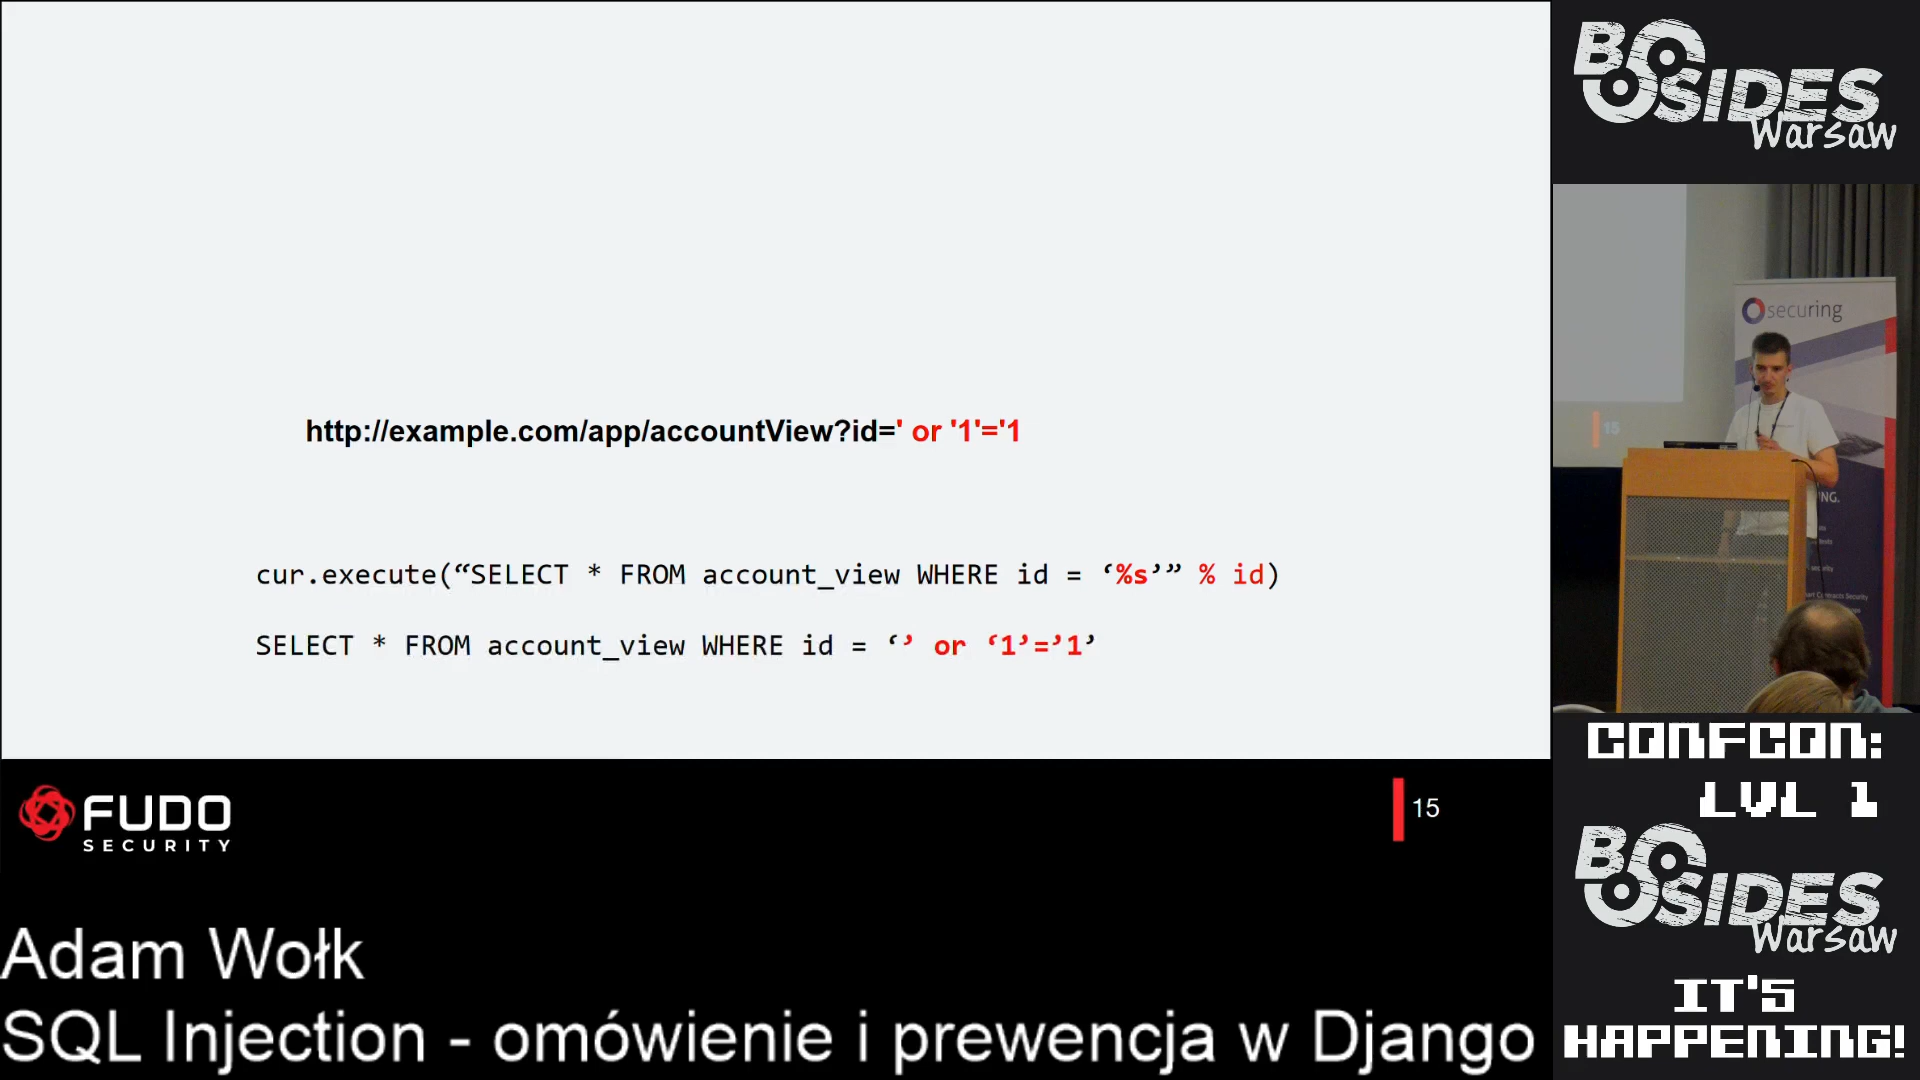 http://example.com/app/accountView?id=' or '1'='1
cur.execute(“SELECT * FROM account_view WHERE id = ‘%s’” % id)
SELECT * FROM account_view WHERE id = ‘’ or ‘1’=’1’
FUDO
SECURITY
15
Adam Wołk
SQL Injection - omówienie i prewencja w Django
BSIDES
Warsaw
securing
15
NG.
CONFCON:
LVL 1
BSIDES
Warsaw
IT'S
HAPPENING!